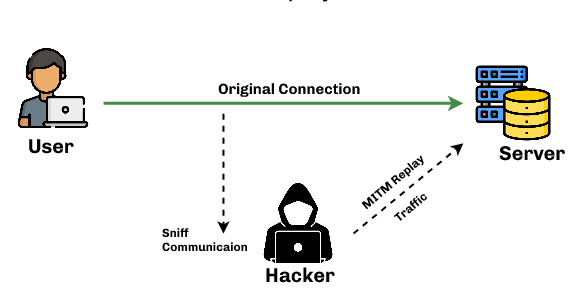 Original Connection
User
Server
MITM Replay
Traffic
Sniff
Communicaion
Hacker